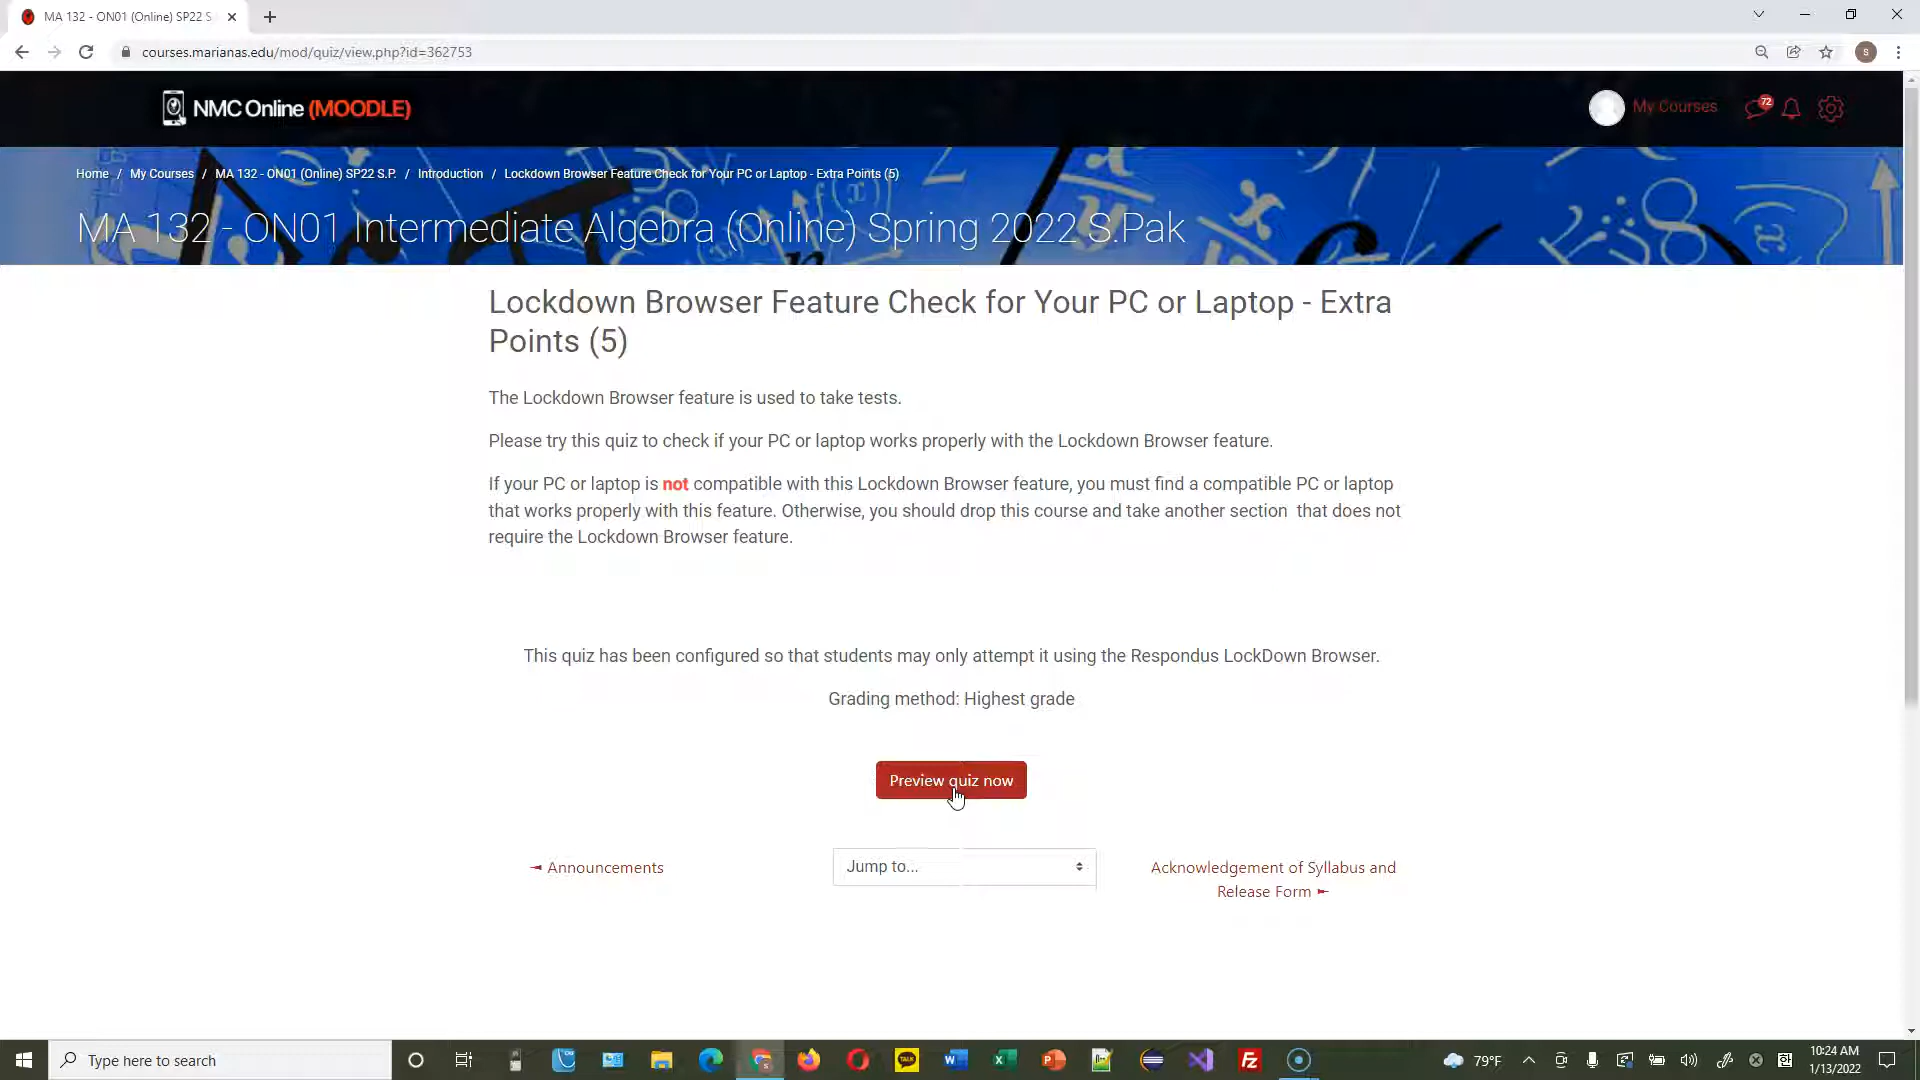 MA 132 - ON01 (Online) SP22 S
courses.marianas.edu/mod/quiz/view.php?id=362753
S
NMC Online (MOODLE)
My Courses
72
Home / My Courses / MA 132 - ON01 (Online) SP22 S.P. / Introduction / Lockdown Browser Feature Check for Your PC or Laptop - Extra Points (5)
MA 132 - ON01 Intermediate Algebra (Online) Spring 2022 S.Pak
Lockdown Browser Feature Check for Your PC or Laptop - Extra
Points (5)
The Lockdown Browser feature is used to take tests.
Please try this quiz to check if your PC or laptop works properly with the Lockdown Browser feature.
If your PC or laptop is not compatible with this Lockdown Browser feature, you must find a compatible PC or laptop
that works properly with this feature. Otherwise, you should drop this course and take another section that does not
require the Lockdown Browser feature.
This quiz has been configured so that students may only attempt it using the Respondus LockDown Browser.
Grading method: Highest grade
Preview quiz now
◄ Announcements
Jump to...
Acknowledgement of Syllabus and
Release Form ►
Type here to search
TALK
79°F
10:24 AM
1/13/2022